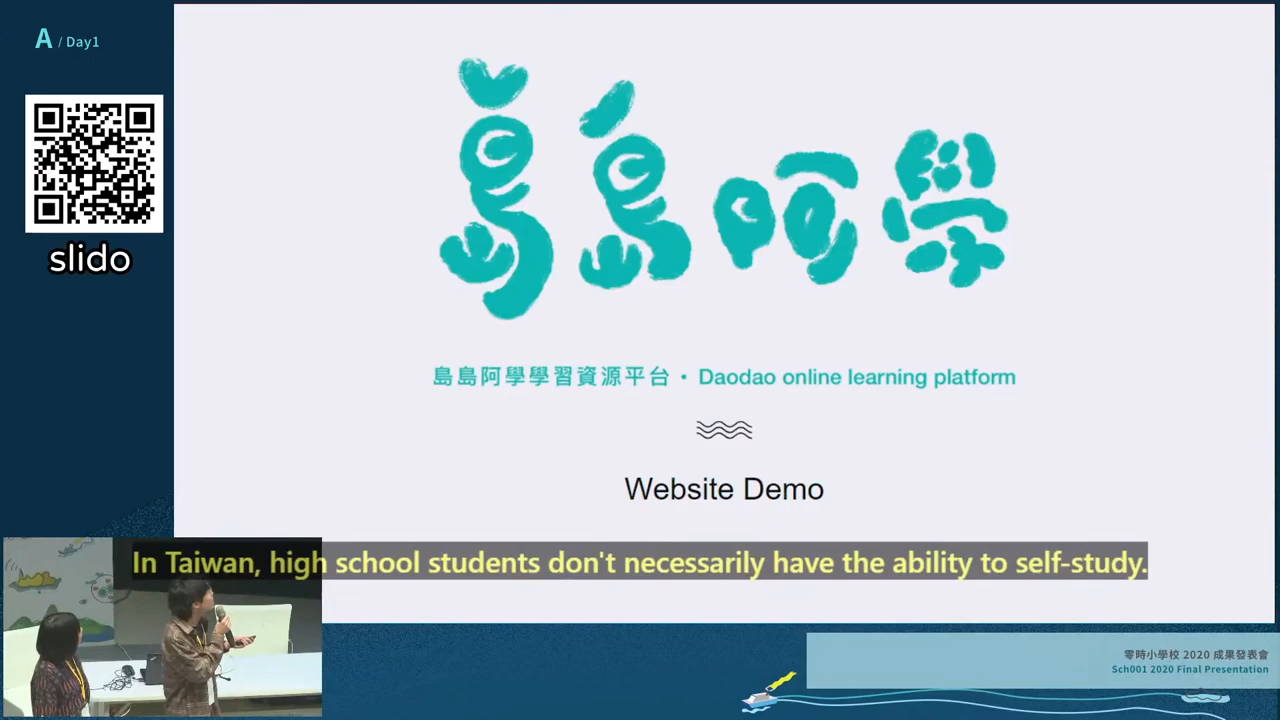 A / Day1
slido
島島阿學
島島阿學學習資源平台・Daodao online learning platform
Website Demo
In Taiwan, high school students don't necessarily have the ability to self-study.
零時小學校 2020 成果發表會
Sch001 2020 Final Presentation